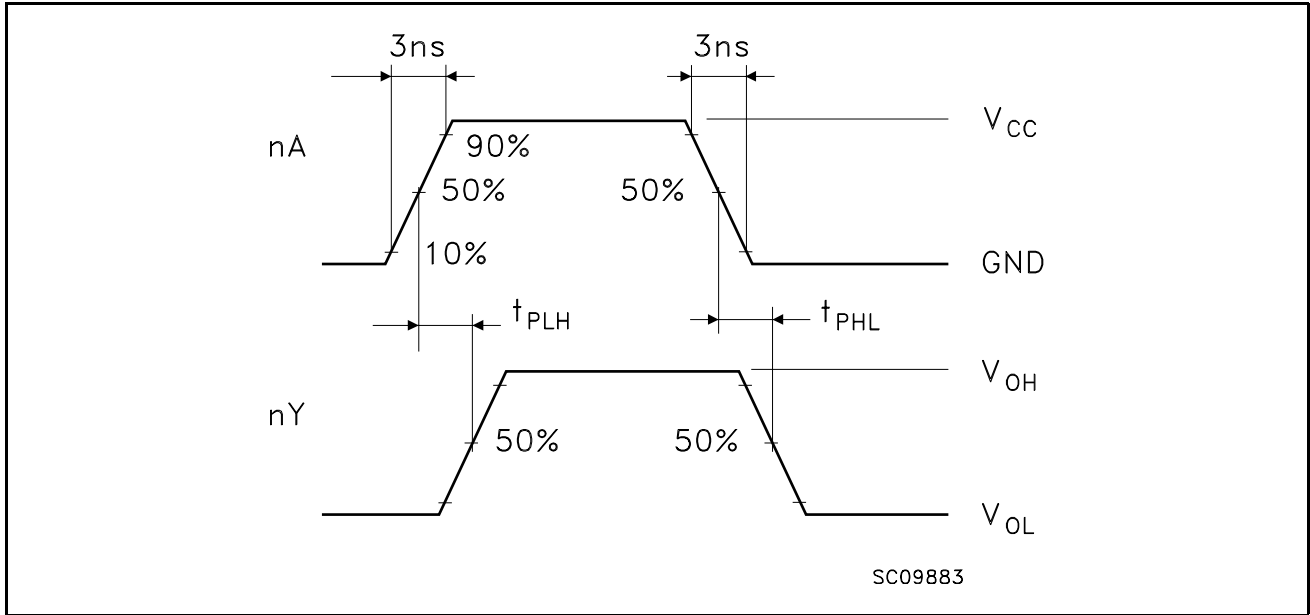 3ns 3ns
V_CC
nA 90%
50% 50%
10% GND
t_PLH t_PHL
V_OH
nY
50% 50%
V_OL
SC09883